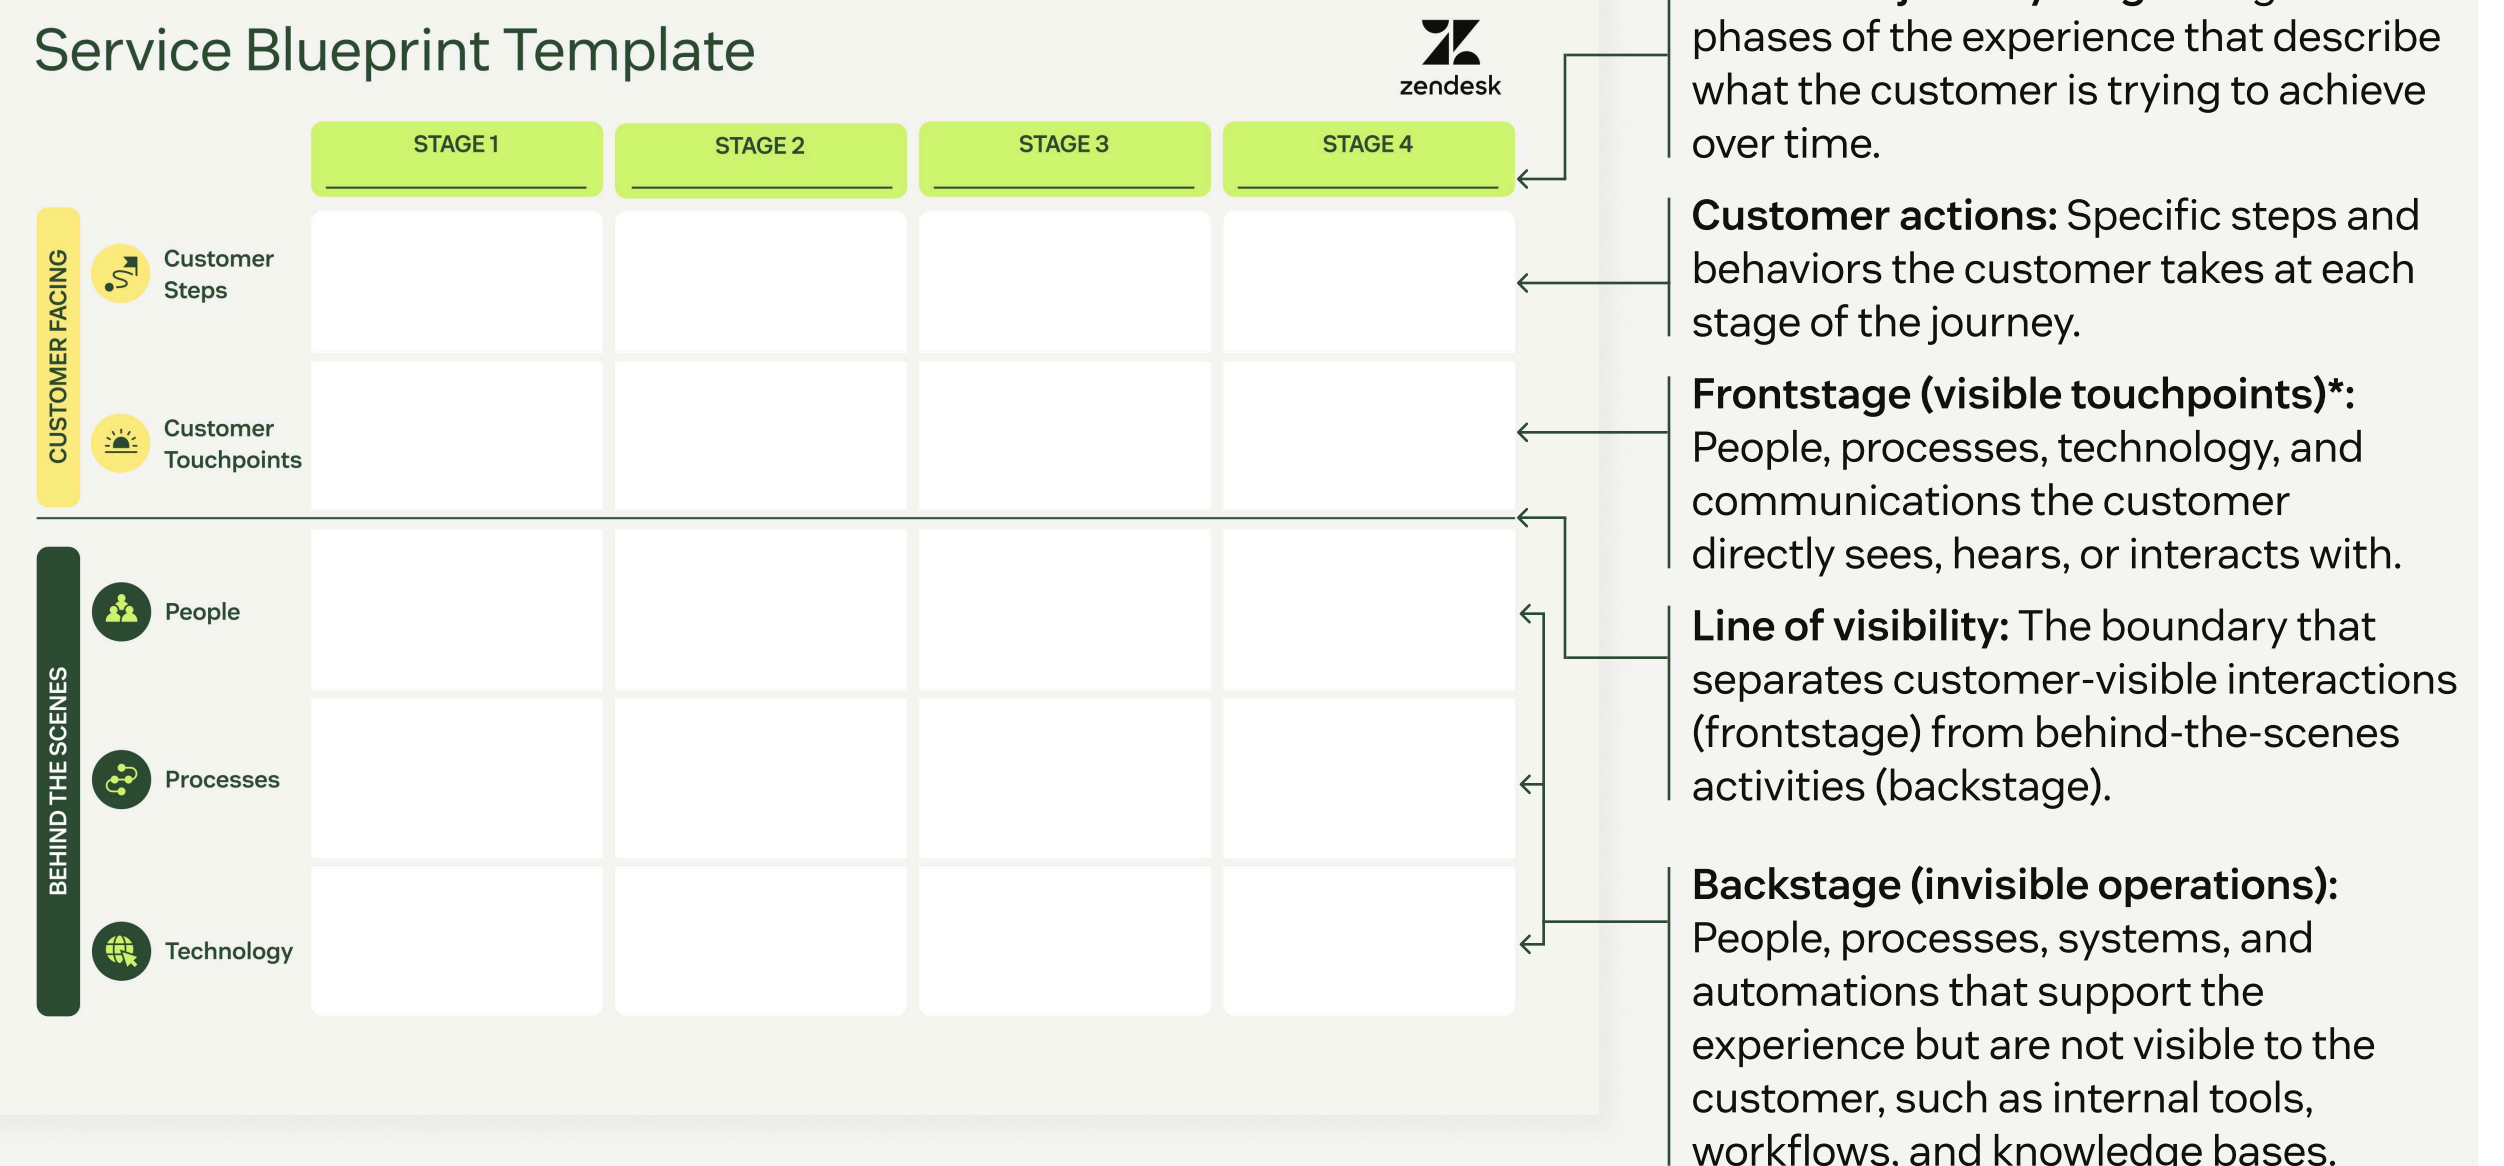 Service Blueprint Template
zendesk
STAGE 1
STAGE 2
STAGE 3
STAGE 4
CUSTOMER FACING
Customer
Steps
Customer
Touchpoints
BEHIND THE SCENES
People
Processes
Technology
phases of the experience that describe
what the customer is trying to achieve
over time.
Customer actions: Specific steps and
behaviors the customer takes at each
stage of the journey.
Frontstage (visible touchpoints)*:
People, processes, technology, and
communications the customer
directly sees, hears, or interacts with.
Line of visibility: The boundary that
separates customer-visible interactions
(frontstage) from behind-the-scenes
activities (backstage).
Backstage (invisible operations):
People, processes, systems, and
automations that support the
experience but are not visible to the
customer, such as internal tools,
workflows, and knowledge bases.